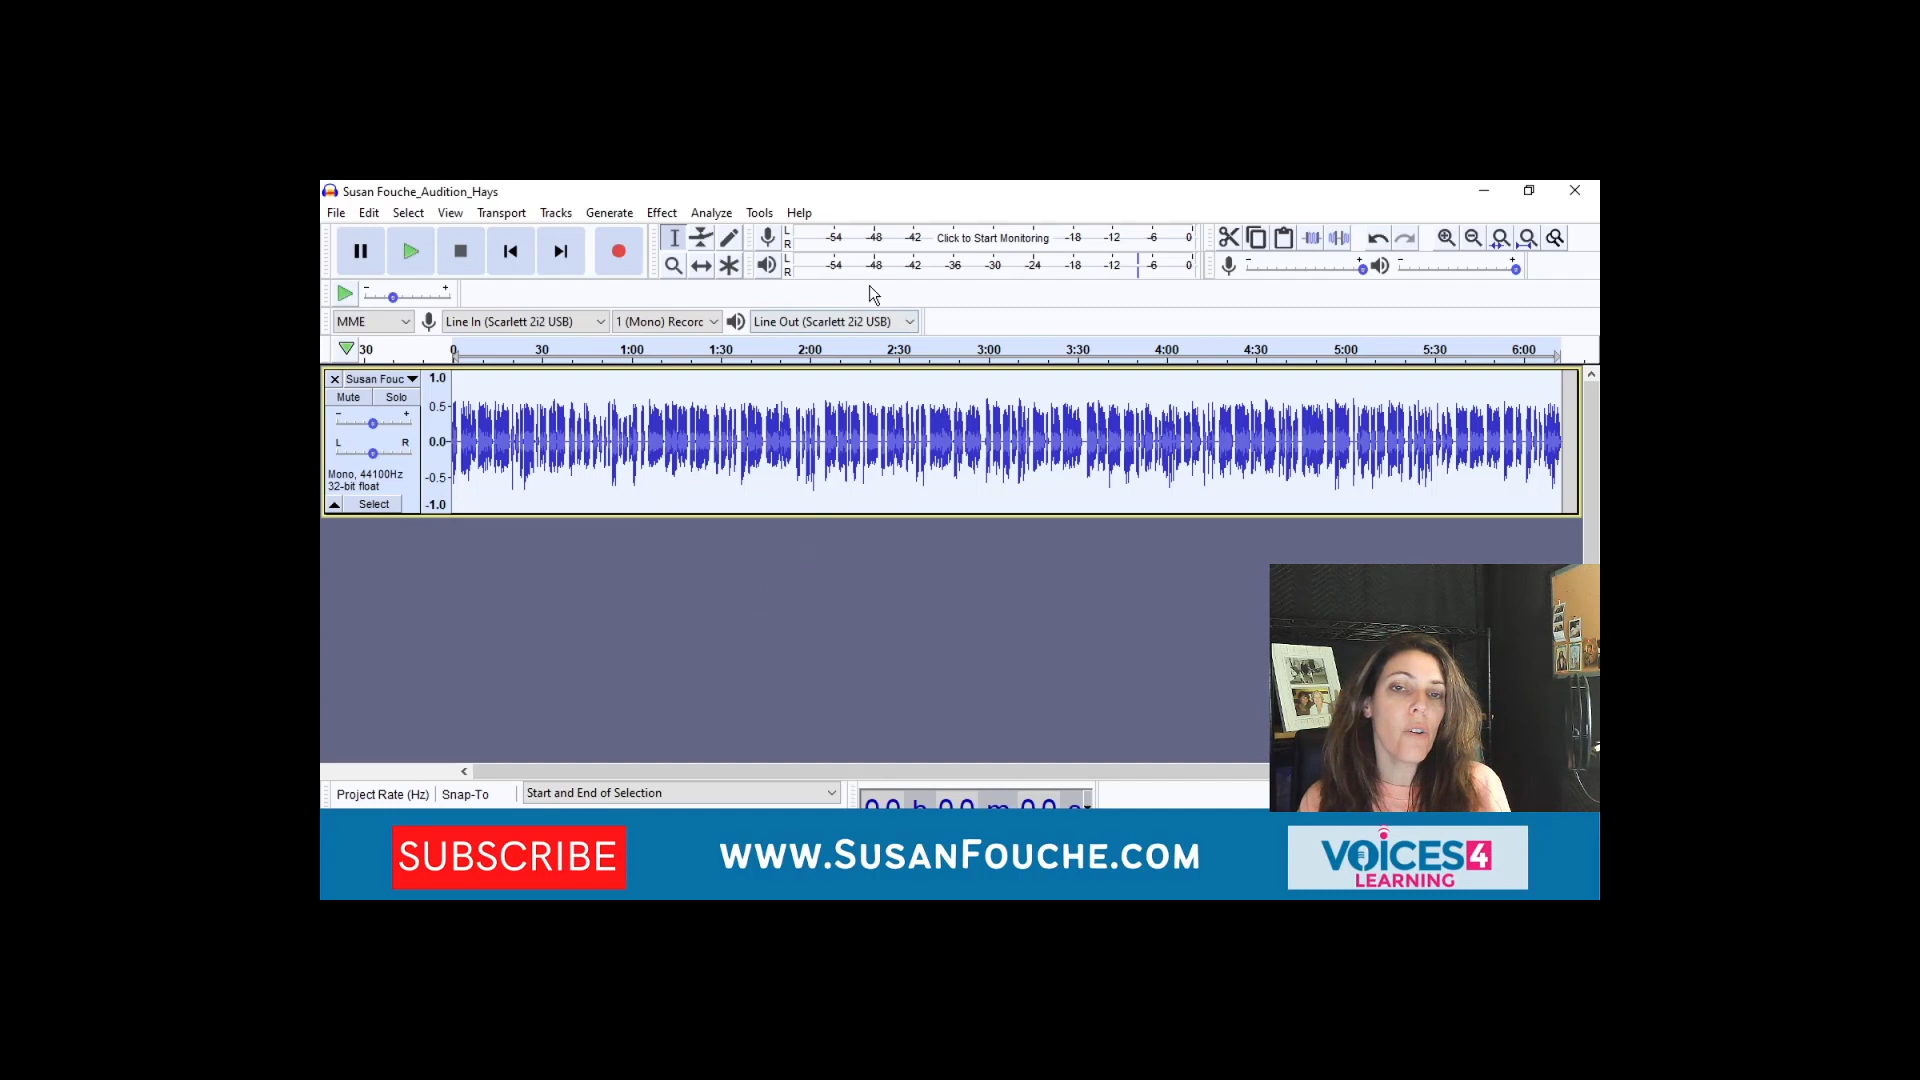 Susan Fouche_Audition_Hays
File Edit Select View Transport Tracks Generate Effect Analyze Tools Help
L R -54 -48 -42 Click to Start Monitoring -18 -12 -6 0
L R -54 -48 -42 -36 -30 -24 -18 -12 -6 0
MME Line In (Scarlett 2i2 USB) 1 (Mono) Recorc Line Out (Scarlett 2i2 USB)
30 0 30 1:00 1:30 2:00 2:30 3:00 3:30 4:00 4:30 5:00 5:30 6:00
Susan Fouc 1.0
Mute Solo
0.5
L R 0.0
Mono, 44100Hz
32-bit float -0.5
Select -1.0
Project Rate (Hz) Snap-To Start and End of Selection
00 h 00 m 00 s
SUBSCRIBE
www.SusanFouche.com
VOICES4
LEARNING